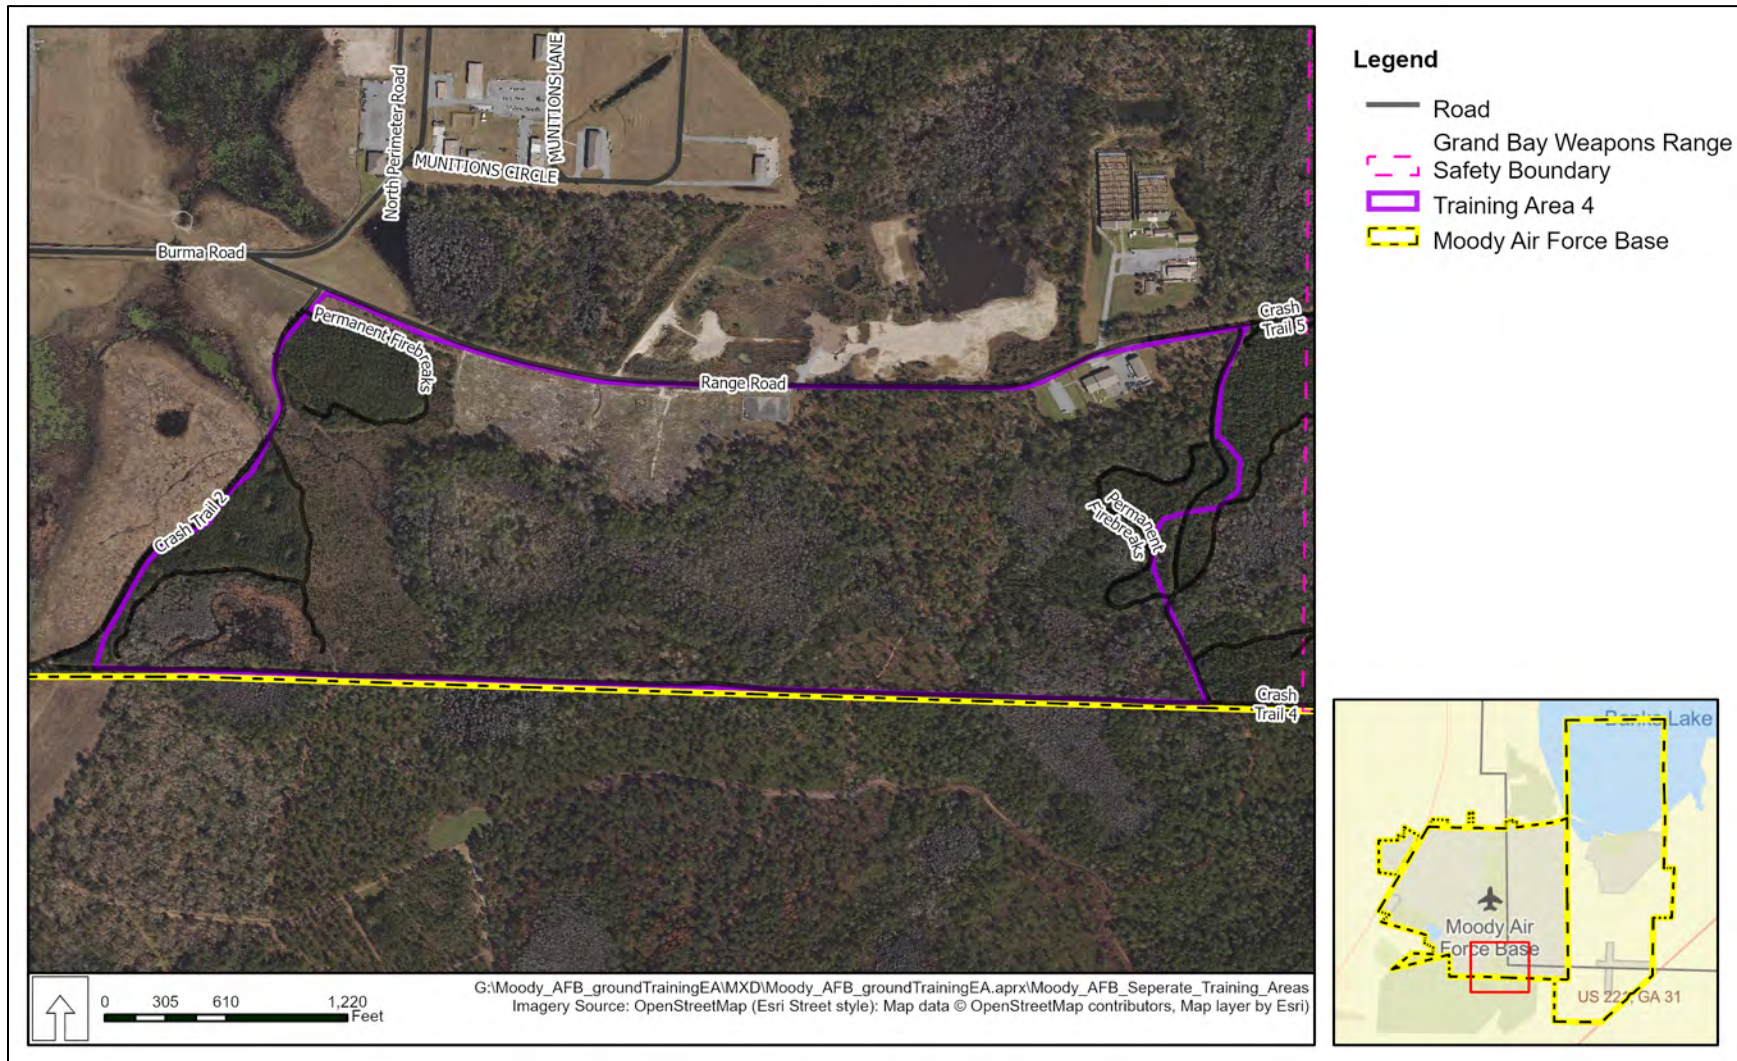 North Perimeter Road
MUNITIONS LANE
MUNITIONS CIRCLE
Burma Road
Permanent Firebreaks
Range Road
Crash
Trail 5
Crash Trail 2
Permanent
Firebreaks
Crash
Trail 4
Legend
Road
Grand Bay Weapons Range
Safety Boundary
Training Area 4
Moody Air Force Base
Banks Lake
Moody Air
Force Base
US 221, GA 31
0 305 610 1,220
Feet
G:\Moody_AFB_groundTrainingEA\MXD\Moody_AFB_groundTrainingEA.aprx\Moody_AFB_Seperate_Training_Areas
Imagery Source: OpenStreetMap (Esri Street style): Map data © OpenStreetMap contributors, Map layer by Esri)